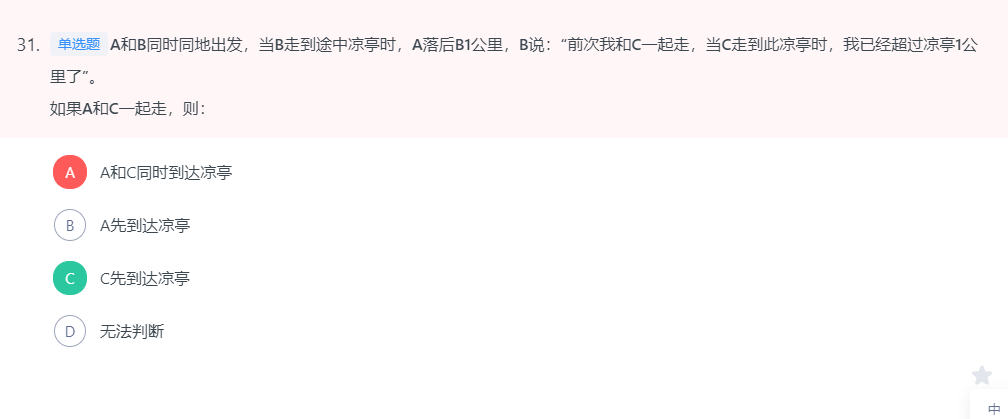 31. 单选题 A和B同时同地出发，当B走到途中凉亭时，A落后B1公里，B说：“前次我和C一起走，当C走到此凉亭时，我已经超过凉亭1公
里了”。
如果A和C一起走，则：
A A和C同时到达凉亭
B A先到达凉亭
C C先到达凉亭
D 无法判断
中